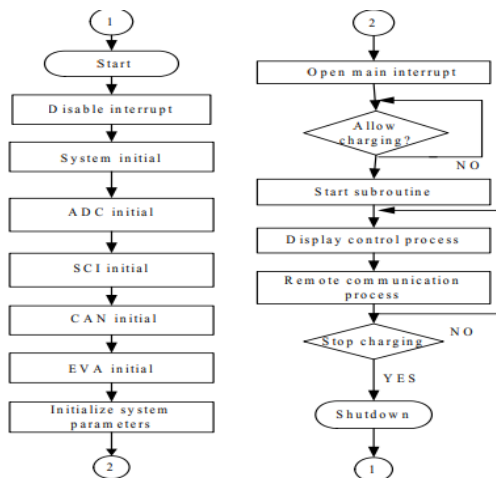 1
Start
Disable interrupt
System initial
ADC initial
SCI initial
CAN initial
EVA initial
Initialize system
parameters
2
2
Open main interrupt
Allow
charging?
NO
Start subroutine
Display control process
Remote communication
process
NO
Stop charging
YES
Shutdown
1